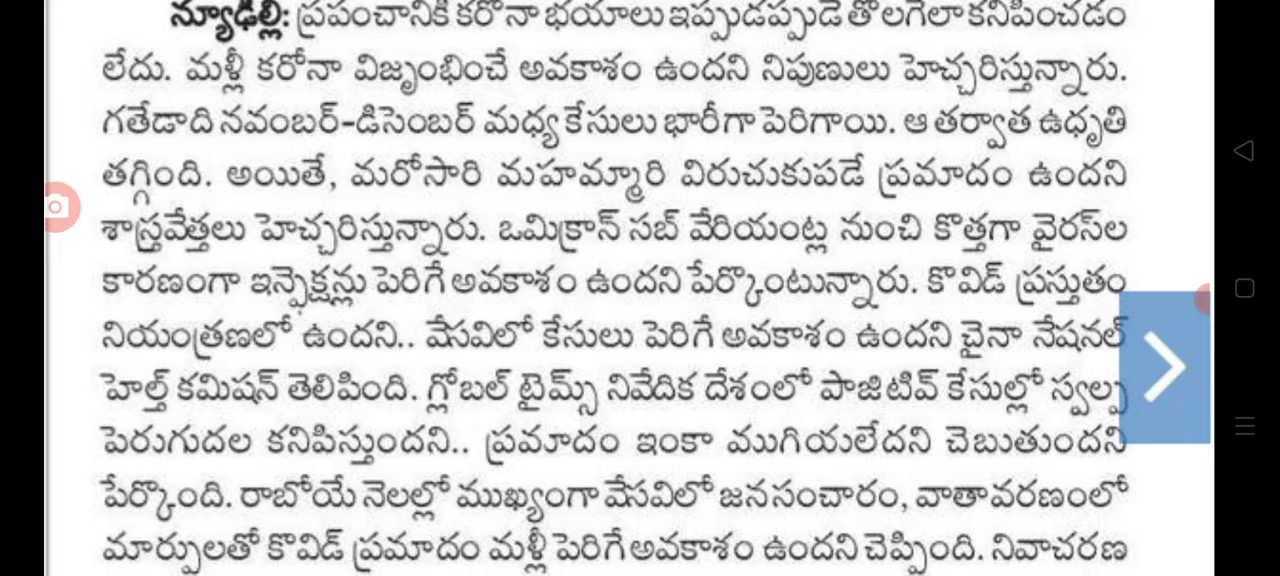 న్యూఢిల్లీ: ప్రపంచానికి కరోనా భయాలు ఇప్పుడప్పుడే తొలగేలా కనిపించడం
లేదు. మళ్లీ కరోనా విజృంభించే అవకాశం ఉందని నిపుణులు హెచ్చరిస్తున్నారు.
గతేడాది నవంబర్-డిసెంబర్ మధ్య కేసులు భారీగా పెరిగాయి. ఆ తర్వాత ఉధృతి
తగ్గింది. అయితే, మరోసారి మహమ్మారి విరుచుకుపడే ప్రమాదం ఉందని
శాస్త్రవేత్తలు హెచ్చరిస్తున్నారు. ఒమిక్రాన్ సబ్ వేరియంట్ల నుంచి కొత్తగా వైరస్‌ల
కారణంగా ఇన్ఫెక్షన్లు పెరిగే అవకాశం ఉందని పేర్కొంటున్నారు. కొవిడ్ ప్రస్తుతం
నియంత్రణలో ఉందని.. వేసవిలో కేసులు పెరిగే అవకాశం ఉందని చైనా నేషనల్
హెల్త్ కమిషన్ తెలిపింది. గ్లోబల్ టైమ్స్ నివేదిక దేశంలో పాజిటివ్ కేసుల్లో స్వల్ప
పెరుగుదల కనిపిస్తుందని.. ప్రమాదం ఇంకా ముగియలేదని చెబుతుందని
పేర్కొంది. రాబోయే నెలల్లో ముఖ్యంగా వేసవిలో జనసంచారం, వాతావరణంలో
మార్పులతో కొవిడ్ ప్రమాదం మళ్లీ పెరిగే అవకాశం ఉందని చెప్పింది. నివాచరణ